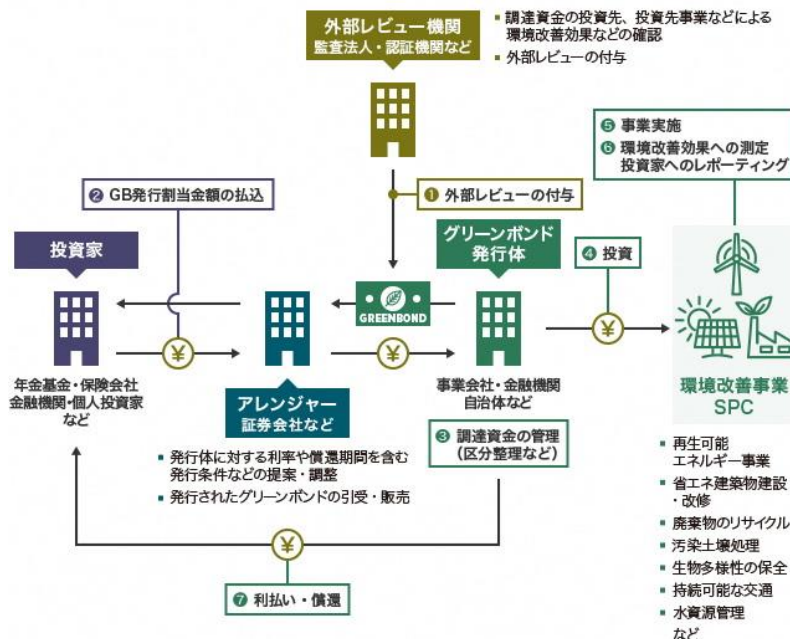 外部レビュー機関
監査法人・認証機関など
▪ 調達資金の投資先、投資先事業などによる
環境改善効果などの確認
▪ 外部レビューの付与
❺ 事業実施
❻ 環境改善効果への測定
投資家へのレポーティング
❷ GB発行割当金額の払込
❶ 外部レビューの付与
投資家
グリーンボンド
発行体
❹ 投資
GREENBOND
¥
¥
¥
年金基金・保険会社
金融機関・個人投資家
など
アレンジャー
証券会社など
事業会社・金融機関
自治体など
環境改善事業
SPC
❸ 調達資金の管理
(区分整理など)
▪ 発行体に対する利率や償還期間を含む
発行条件などの提案・調整
▪ 発行されたグリーンボンドの引受・販売
▪ 再生可能
エネルギー事業
▪ 省エネ建築物建設
・改修
▪ 廃棄物のリサイクル
▪ 汚染土壌処理
▪ 生物多様性の保全
▪ 持続可能な交通
▪ 水資源管理
など
¥
❼ 利払い・償還